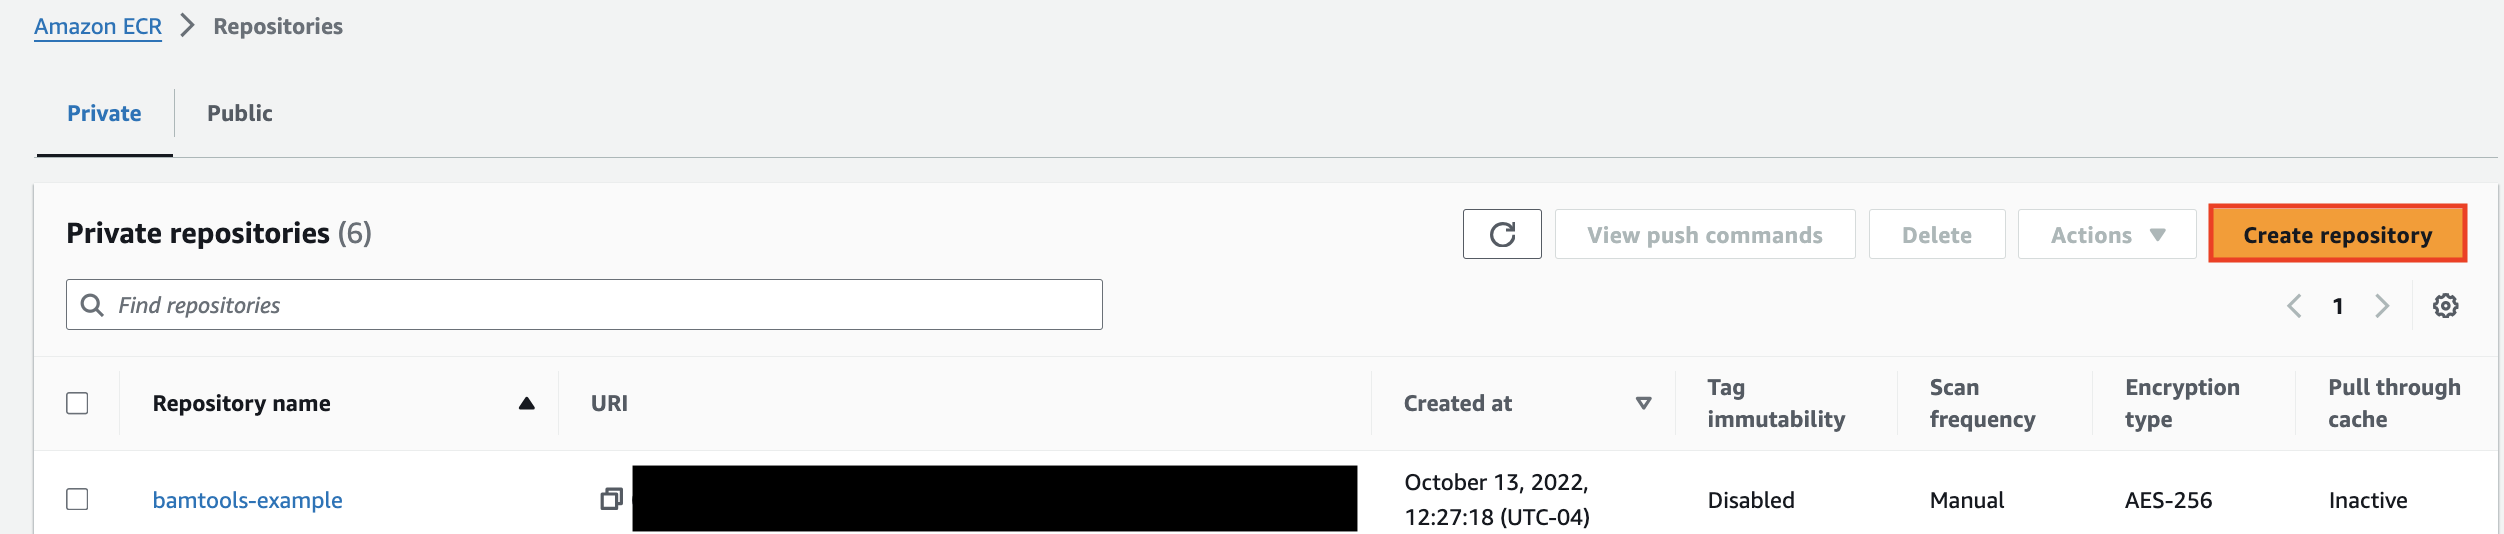 Amazon ECR > Repositories
Private Public
Private repositories (6) View push commands Delete Actions Create repository
Find repositories 1
Repository name URI Created at Tag immutability Scan frequency Encryption type Pull through cache
bamtools-example October 13, 2022, 12:27:18 (UTC-04) Disabled Manual AES-256 Inactive